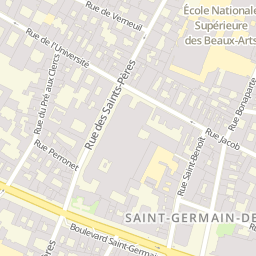 École Nationale
Supérieure
des Beaux-Arts
Rue de Verneuil
Rue de l'Université
Rue des Saints-Pères
Rue du Pré aux Clercs
Rue Bonaparte
Rue Jacob
Rue Saint-Benoît
Rue Perronet
SAINT-GERMAIN-DE
Boulevard Saint-Germain
Pères